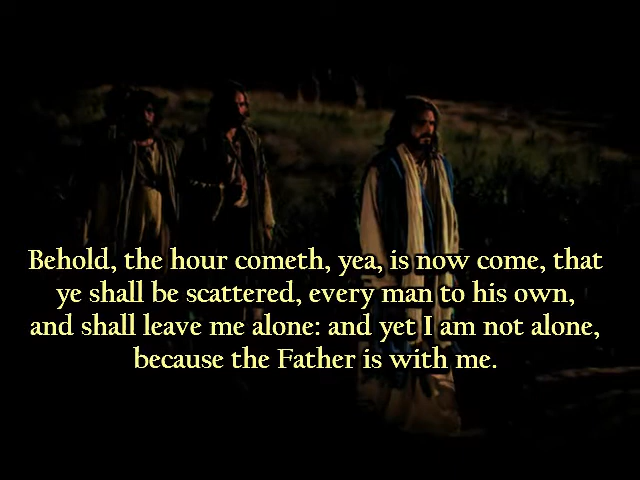 Behold, the hour cometh, yea, is now come, that
ye shall be scattered, every man to his own,
and shall leave me alone: and yet I am not alone,
because the Father is with me.